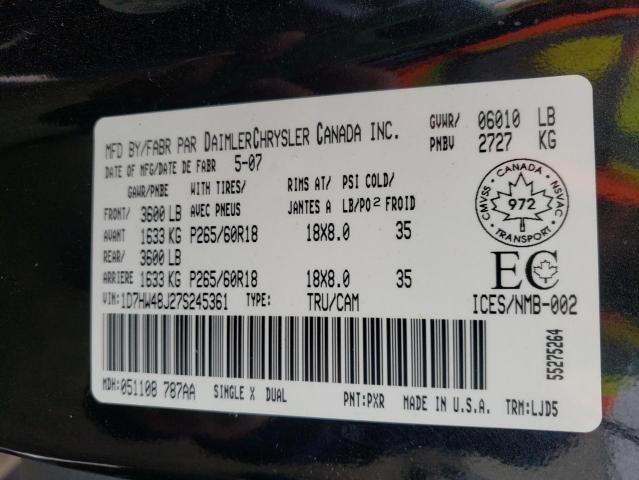 MFD BY/FABR PAR DAIMLERCHRYSLER CANADA INC.
GVWR/ 06010 LB
PNBV 2727 KG
DATE OF MFG/DATE DE FABR 5-07
GAWR/PNBE WITH TIRES/ RIMS AT/ PSI COLD/
FRONT/ 3600 LB AVEC PNEUS JANTES A LB/PO2 FROID
AVANT 1633 KG P265/60R18 18X8.0 35
REAR/ 3600 LB
ARRIERE 1633 KG P265/60R18 18X8.0 35
CANADA
CMVSS NSVAC
972
TRANSPORT
EC
VIN: 1D7HW48J27S245361 TYPE: TRU/CAM ICES/NMB-002
55275264
MDH: 051108 787AA SINGLE X DUAL PNT: PXR MADE IN U.S.A. TRM: LJD5